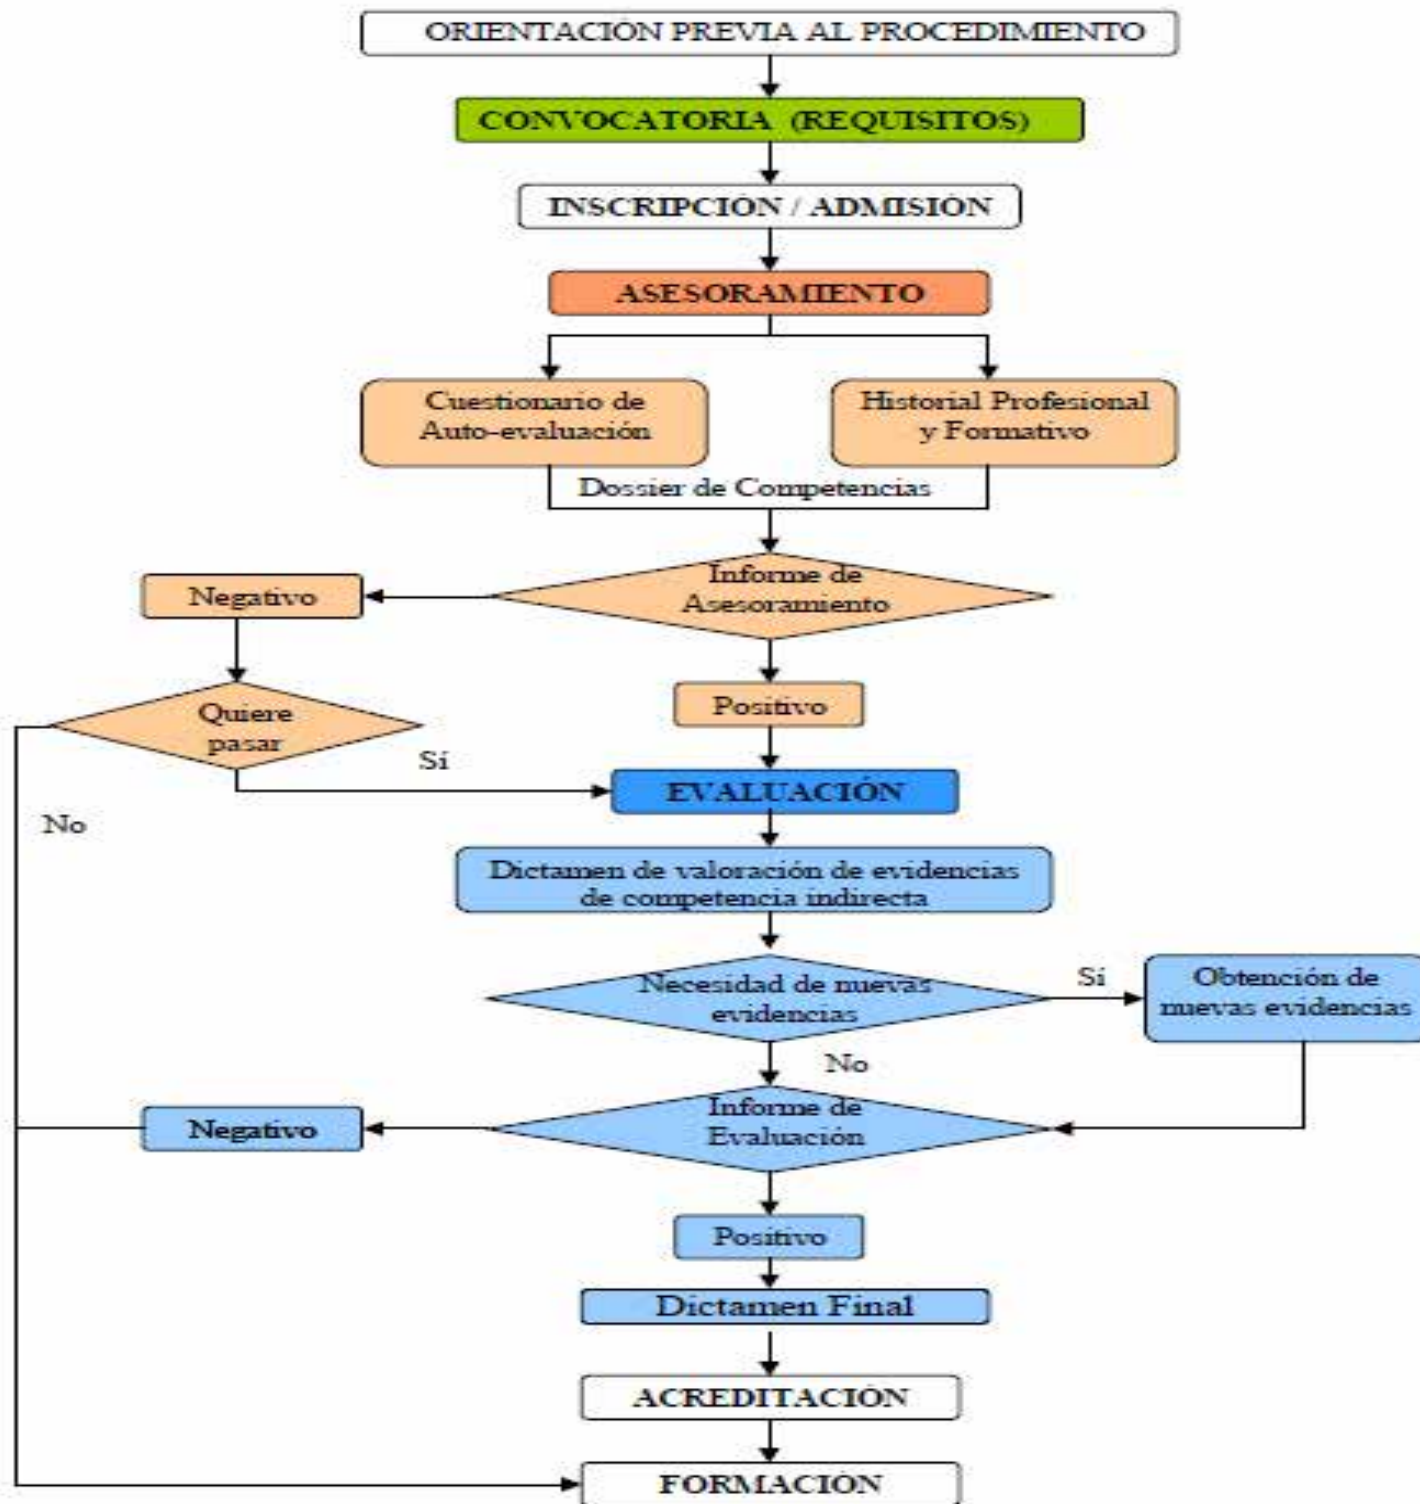 ORIENTACIÓN PREVIA AL PROCEDIMIENTO
CONVOCATORIA (REQUISITOS)
INSCRIPCIÓN / ADMISIÓN
ASESORAMIENTO
Cuestionario de
Auto-evaluación
Historial Profesional
y Formativo
Dossier de Competencias
Informe de
Asesoramiento
Negativo
Positivo
Quiere
pasar
Sí
No
EVALUACIÓN
Dictamen de valoración de evidencias
de competencia indirecta
Necesidad de nuevas
evidencias
Sí
Obtención de
nuevas evidencias
No
Informe de
Evaluación
Negativo
Positivo
Dictamen Final
ACREDITACIÓN
FORMACIÓN